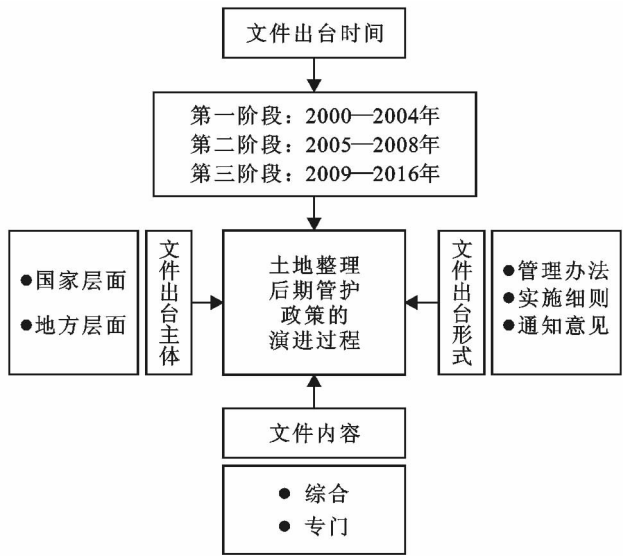 文件出台时间
第一阶段：2000—2004年
第二阶段：2005—2008年
第三阶段：2009—2016年
●国家层面
●地方层面
文件出台主体
土地整理
后期管护
政策的
演进过程
文件出台形式
●管理办法
●实施细则
●通知意见
文件内容
● 综合
● 专门